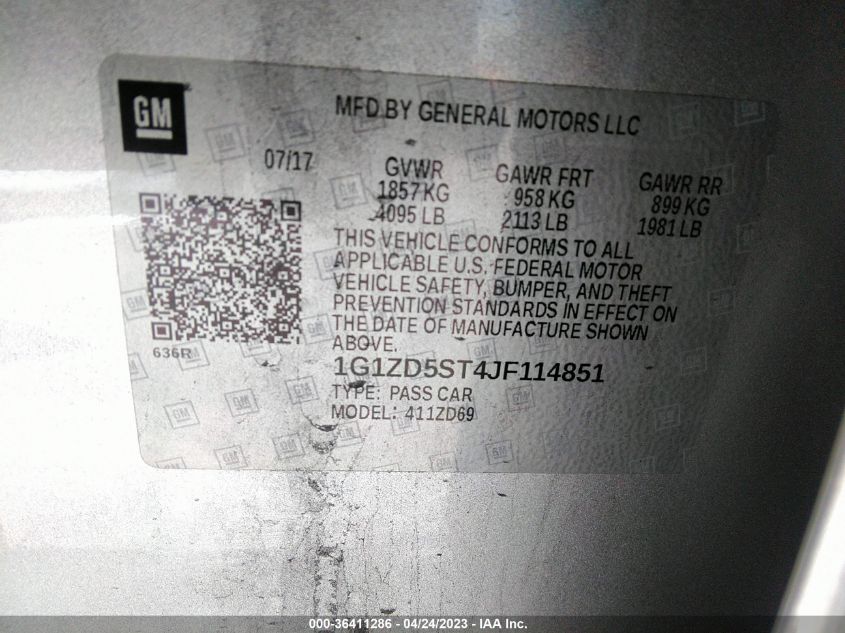 GM
MFD BY GENERAL MOTORS LLC
07/17
GVWR GAWR FRT GAWR RR
1857 KG 958 KG 899 KG
4095 LB 2113 LB 1981 LB
THIS VEHICLE CONFORMS TO ALL
APPLICABLE U.S. FEDERAL MOTOR
VEHICLE SAFETY, BUMPER, AND THEFT
PREVENTION STANDARDS IN EFFECT ON
THE DATE OF MANUFACTURE SHOWN
ABOVE.
636R
1G1ZD5ST4JF114851
TYPE: PASS CAR
MODEL: 411ZD69
000-36411286 - 04/24/2023 - IAA Inc.